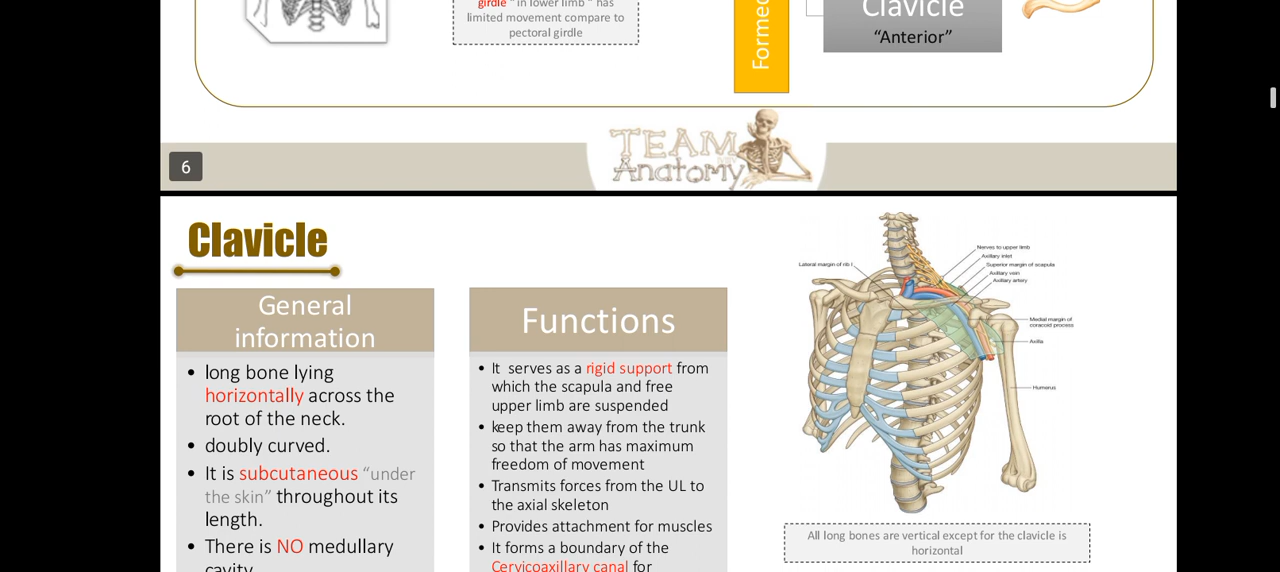 girdle "in lower limb" has
limited movement compare to
pectoral girdle
Formed
Clavicle
“Anterior”
6
TEAM
Anatomy
Clavicle
General
information
• long bone lying
horizontally across the
root of the neck.
• doubly curved.
• It is subcutaneous “under
the skin” throughout its
length.
• There is NO medullary
cavity
Functions
• It serves as a rigid support from
which the scapula and free
upper limb are suspended
• keep them away from the trunk
so that the arm has maximum
freedom of movement
• Transmits forces from the UL to
the axial skeleton
• Provides attachment for muscles
• It forms a boundary of the
Cervicoaxillary canal for
Nerves to upper limb
Axillary inlet
Superior margin of scapula
Axillary vein
Axillary artery
Lateral margin of rib I
Medial margin of
coracoid process
Axilla
Humerus
All long bones are vertical except for the clavicle is
horizontal